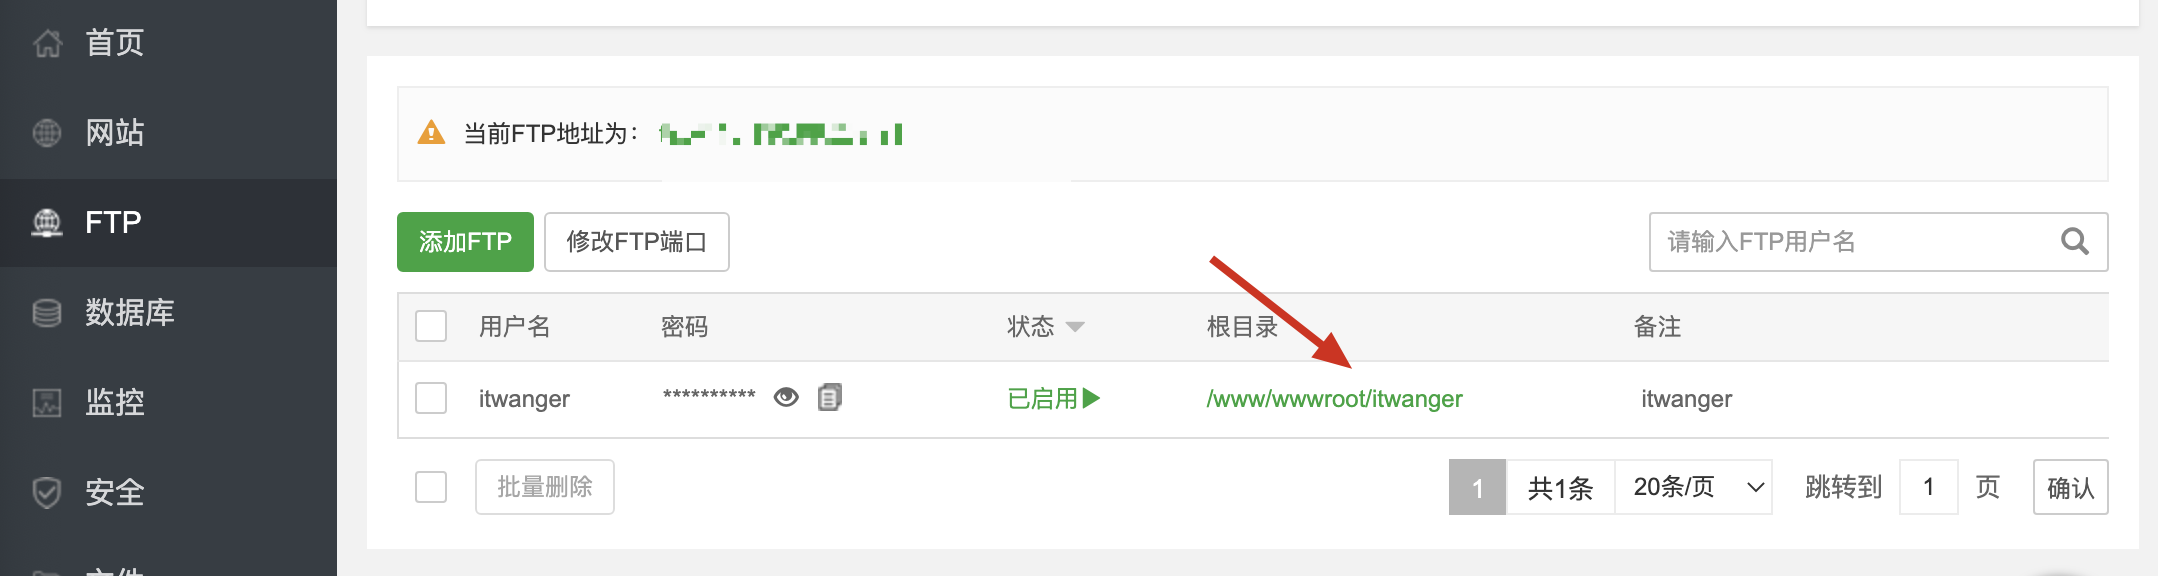 首页
网站
FTP
数据库
监控
安全
当前FTP地址为：
添加FTP
修改FTP端口
请输入FTP用户名
用户名 密码 状态 根目录 备注
itwanger ********** 已启用 /www/wwwroot/itwanger itwanger
批量删除
1 共1条 20条/页 跳转到 1 页 确认